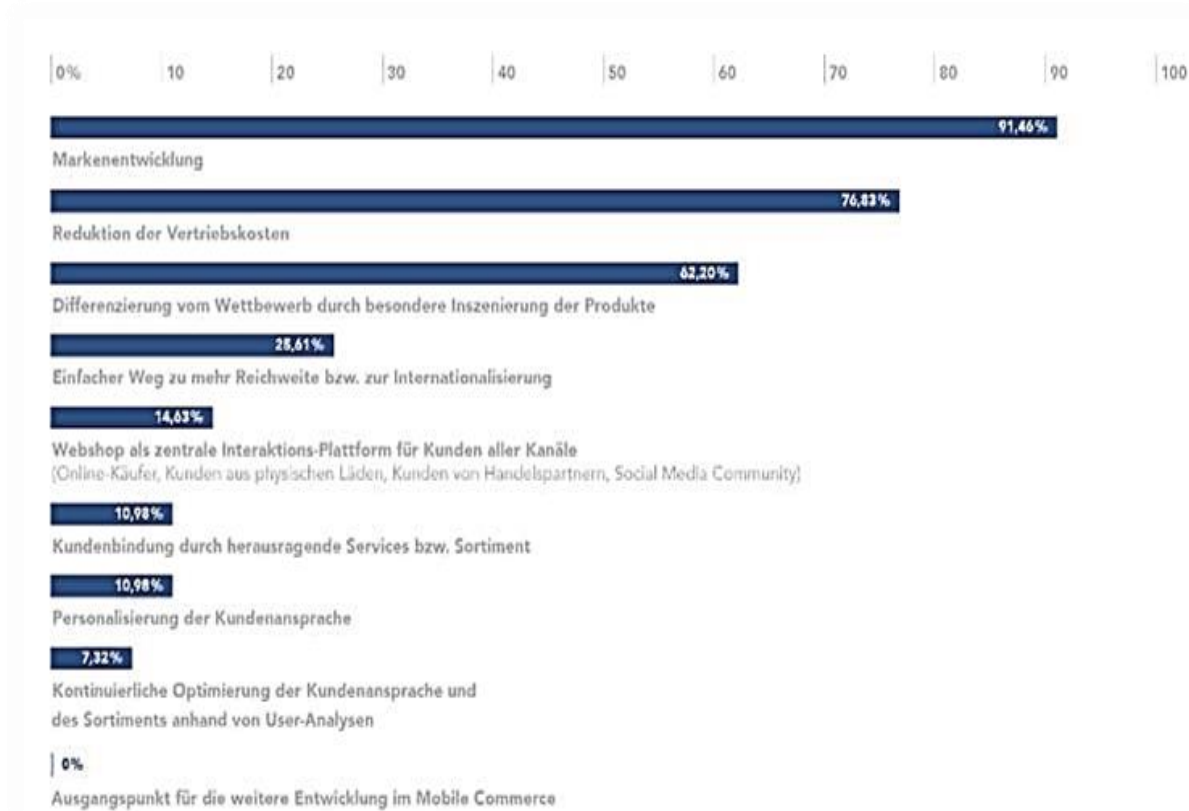 0% 10 20 30 40 50 60 70 80 90 100
91,46%
Markenentwicklung
76,83%
Reduktion der Vertriebskosten
62,20%
Differenzierung vom Wettbewerb durch besondere Inszenierung der Produkte
25,61%
Einfacher Weg zu mehr Reichweite bzw. zur Internationalisierung
14,63%
Webshop als zentrale Interaktions-Plattform für Kunden aller Kanäle
(Online-Käufer, Kunden aus physischen Läden, Kunden von Handelspartnern, Social Media Community)
10,98%
Kundenbindung durch herausragende Services bzw. Sortiment
10,98%
Personalisierung der Kundenansprache
7,32%
Kontinuierliche Optimierung der Kundenansprache und
des Sortiments anhand von User-Analysen
0%
Ausgangspunkt für die weitere Entwicklung im Mobile Commerce